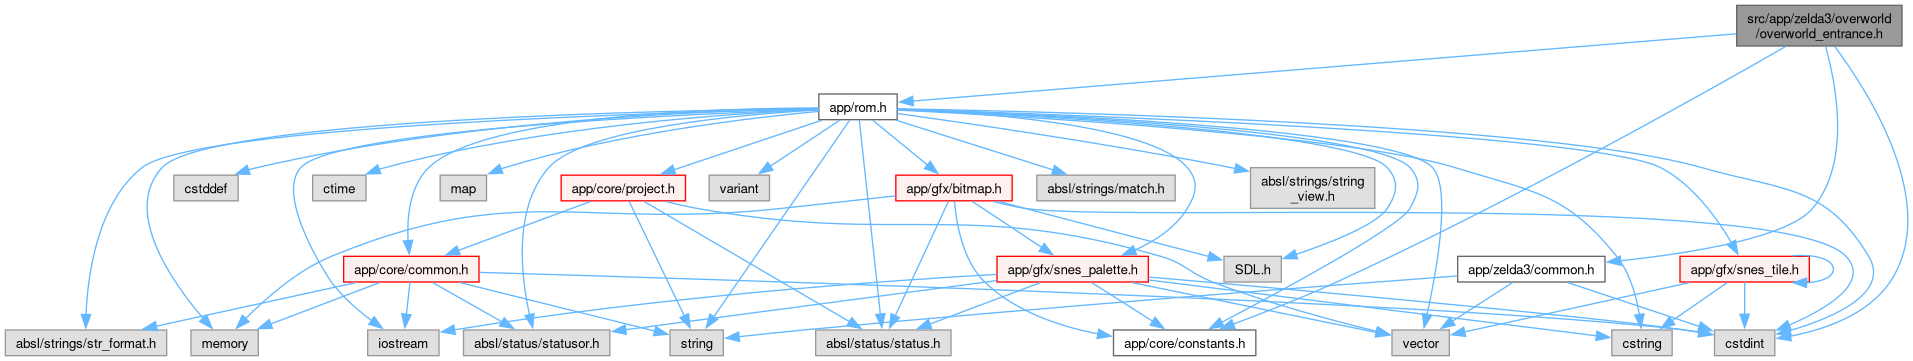 src/app/zelda3/overworld
/overworld_entrance.h
app/rom.h
cstddef
ctime
map
app/core/project.h
variant
app/gfx/bitmap.h
absl/strings/match.h
absl/strings/string
_view.h
app/core/common.h
app/gfx/snes_palette.h
SDL.h
app/zelda3/common.h
app/gfx/snes_tile.h
absl/strings/str_format.h
memory
iostream
absl/status/statusor.h
string
absl/status/status.h
app/core/constants.h
vector
cstring
cstdint